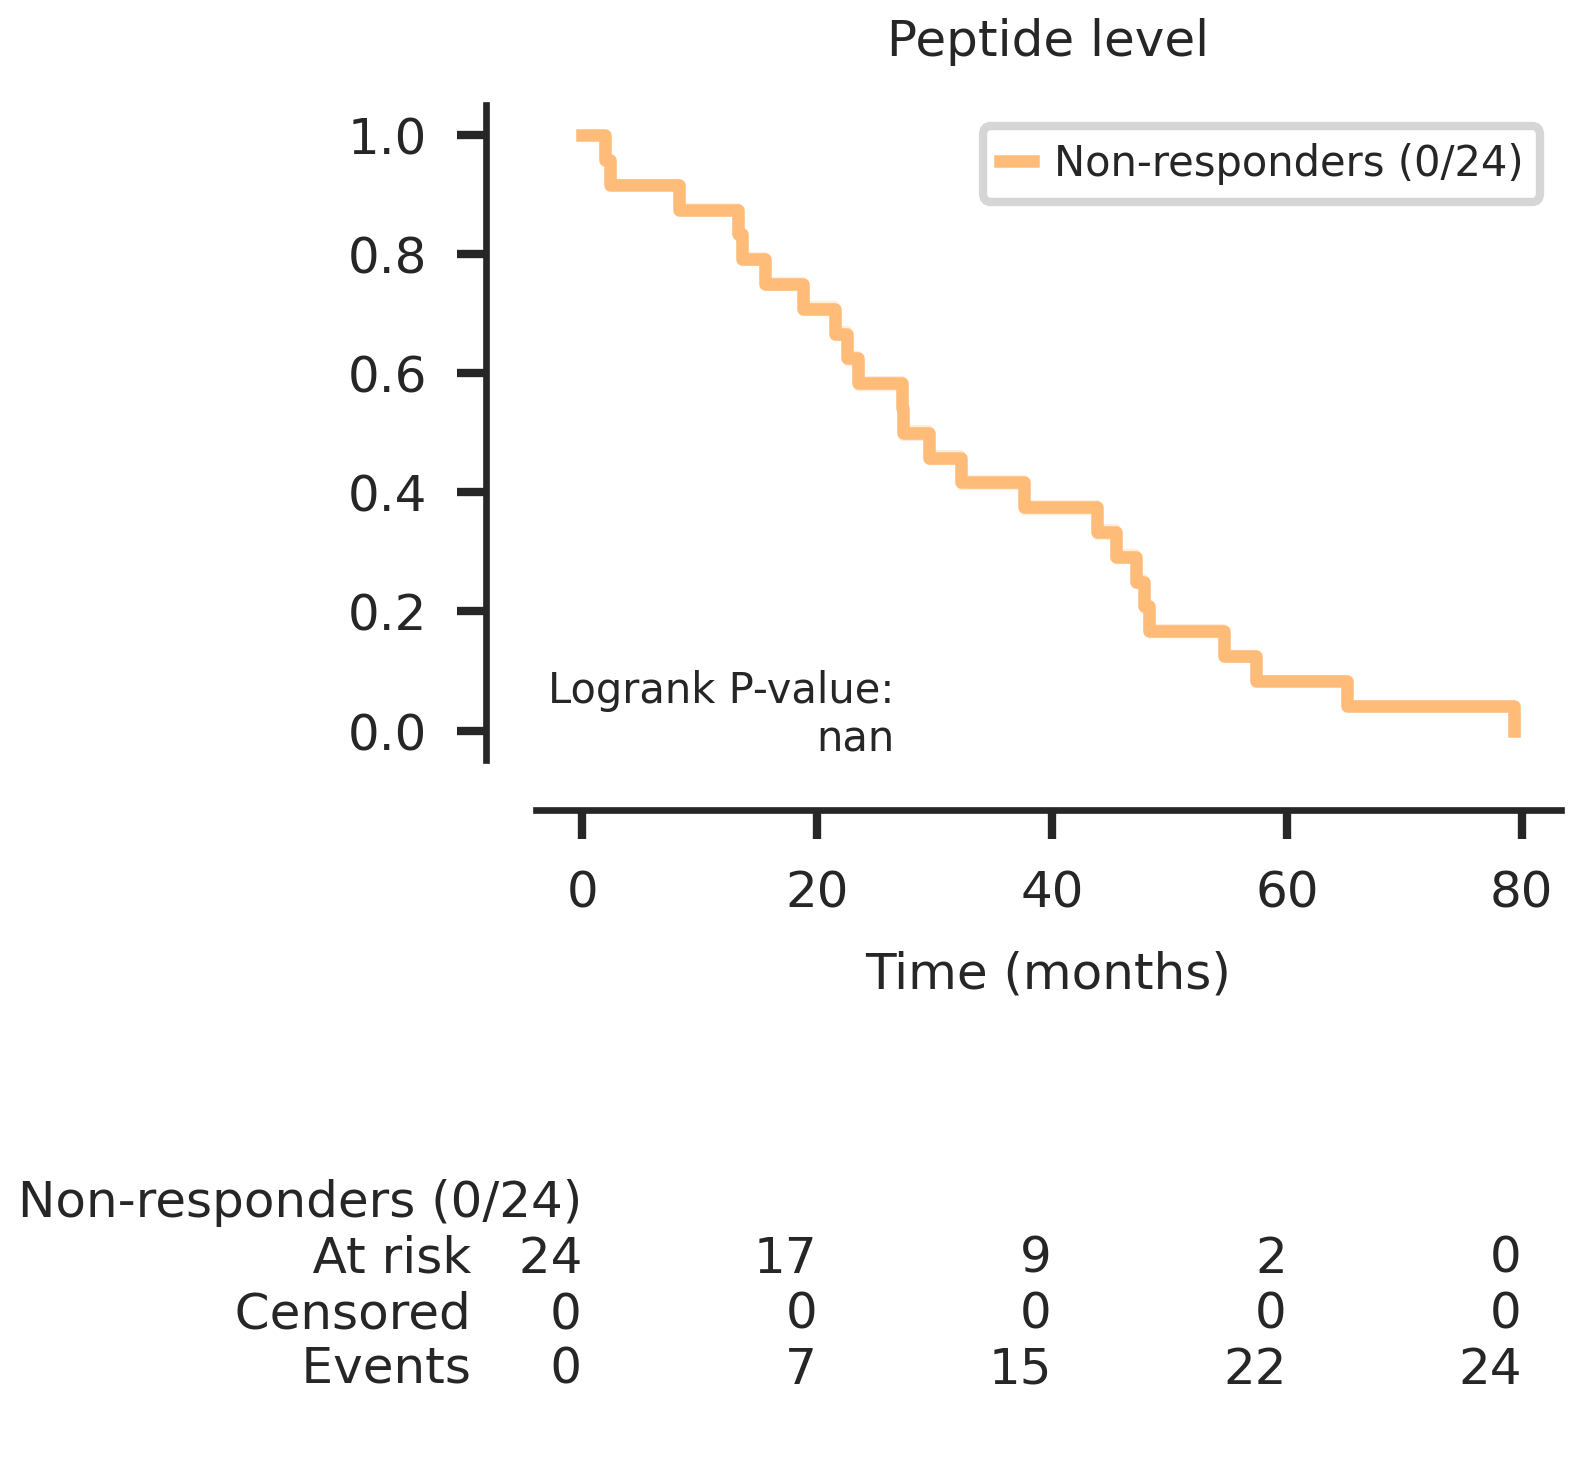 Peptide level
Non-responders (0/24)
1.0
0.8
0.6
0.4
0.2
0.0
Logrank P-value:
nan
0 20 40 60 80
Time (months)
Non-responders (0/24)
At risk 24 17 9 2 0
Censored 0 0 0 0 0
Events 0 7 15 22 24